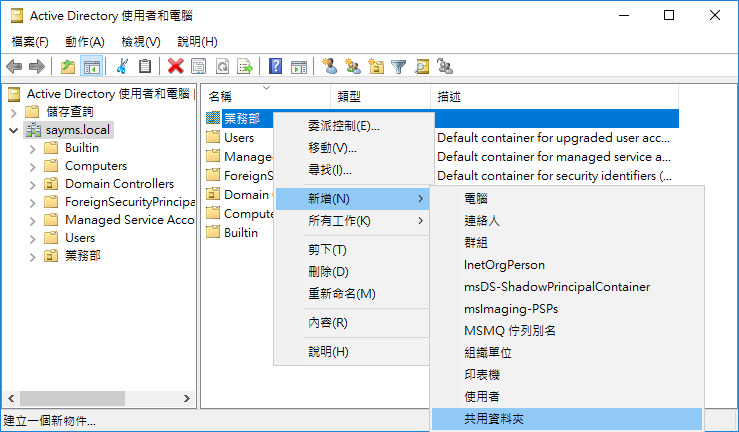 Active Directory 使用者和電腦
檔案(F) 動作(A) 檢視(V) 說明(H)
Active Directory 使用者和電腦
儲存查詢
sayms.local
Builtin
Computers
Domain Controllers
ForeignSecurityPrincipa
Managed Service Acco
Users
業務部
名稱 類型 描述
業務部
Users Default container for upgraded user acc...
Manage Default container for managed service a...
ForeignS Default container for security identifiers (...
Domain
Compute
Builtin
委派控制(E)...
移動(V)...
尋找(I)...
新增(N)
所有工作(K)
剪下(T)
刪除(D)
重新命名(M)
內容(R)
說明(H)
電腦
連絡人
群組
InetOrgPerson
msDS-ShadowPrincipalContainer
msImaging-PSPs
MSMQ 佇列別名
組織單位
印表機
使用者
共用資料夾
建立一個新物件...